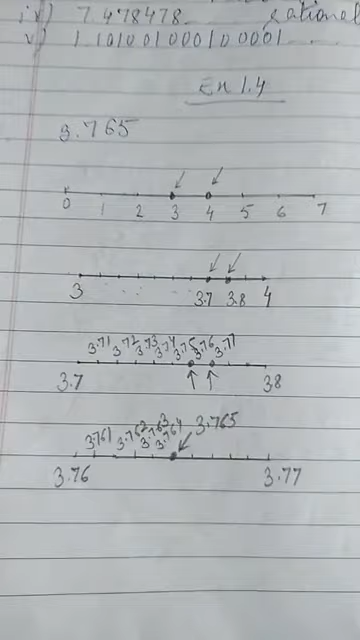 iv) 7.478478 rational
v) 1.101001000100001....
Ex 1.4
3.765
0 1 2 3 4 5 6 7
3 3.7 3.8 4
3.71 3.72 3.73 3.74 3.75 3.76 3.77
3.7 3.8
3.761 3.762 3.763 3.764 3.765
3.76 3.77